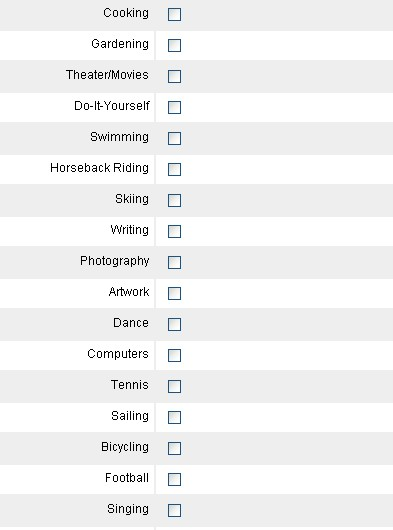 Cooking
Gardening
Theater/Movies
Do-It-Yourself
Swimming
Horseback Riding
Skiing
Writing
Photography
Artwork
Dance
Computers
Tennis
Sailing
Bicycling
Football
Singing